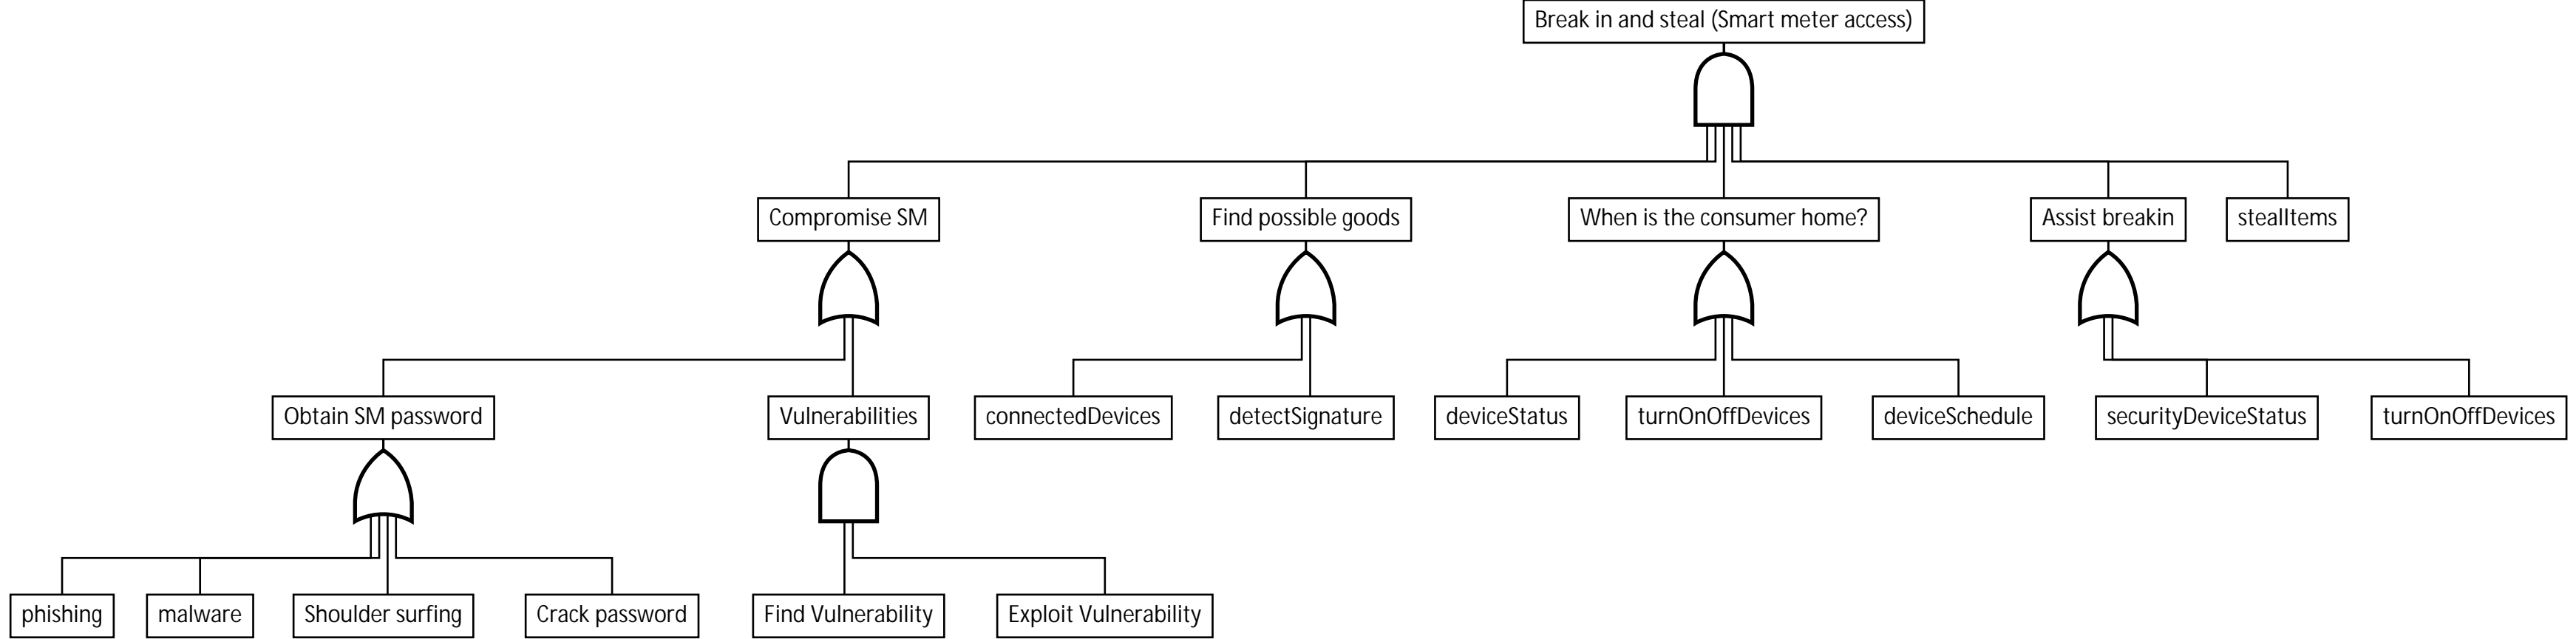 Break in and steal (Smart meter access)
Compromise SM
Find possible goods
When is the consumer home?
Assist breakin
stealItems
Obtain SM password
Vulnerabilities
connectedDevices
detectSignature
deviceStatus
turnOnOffDevices
deviceSchedule
securityDeviceStatus
turnOnOffDevices
phishing
malware
Shoulder surfing
Crack password
Find Vulnerability
Exploit Vulnerability